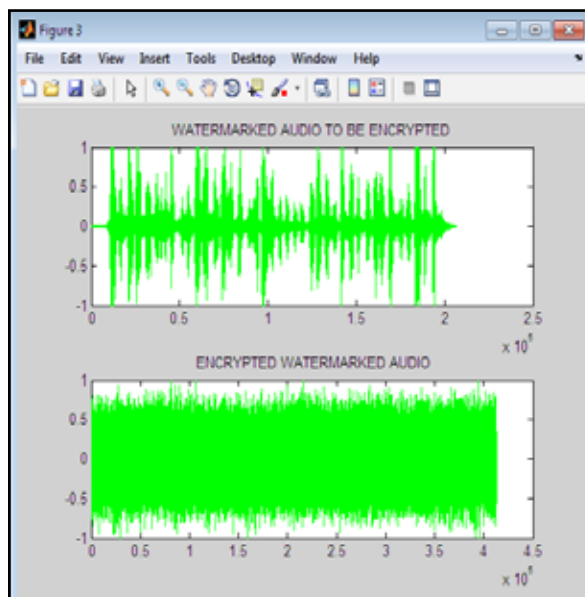 Figure 3
File Edit View Insert Tools Desktop Window Help
WATERMARKED AUDIO TO BE ENCRYPTED
1
0.5
0
-0.5
-1
0 0.5 1 1.5 2 2.5
x 10
ENCRYPTED WATERMARKED AUDIO
1
0.5
0
-0.5
-1
0 0.5 1 1.5 2 2.5 3 3.5 4 4.5
x 10